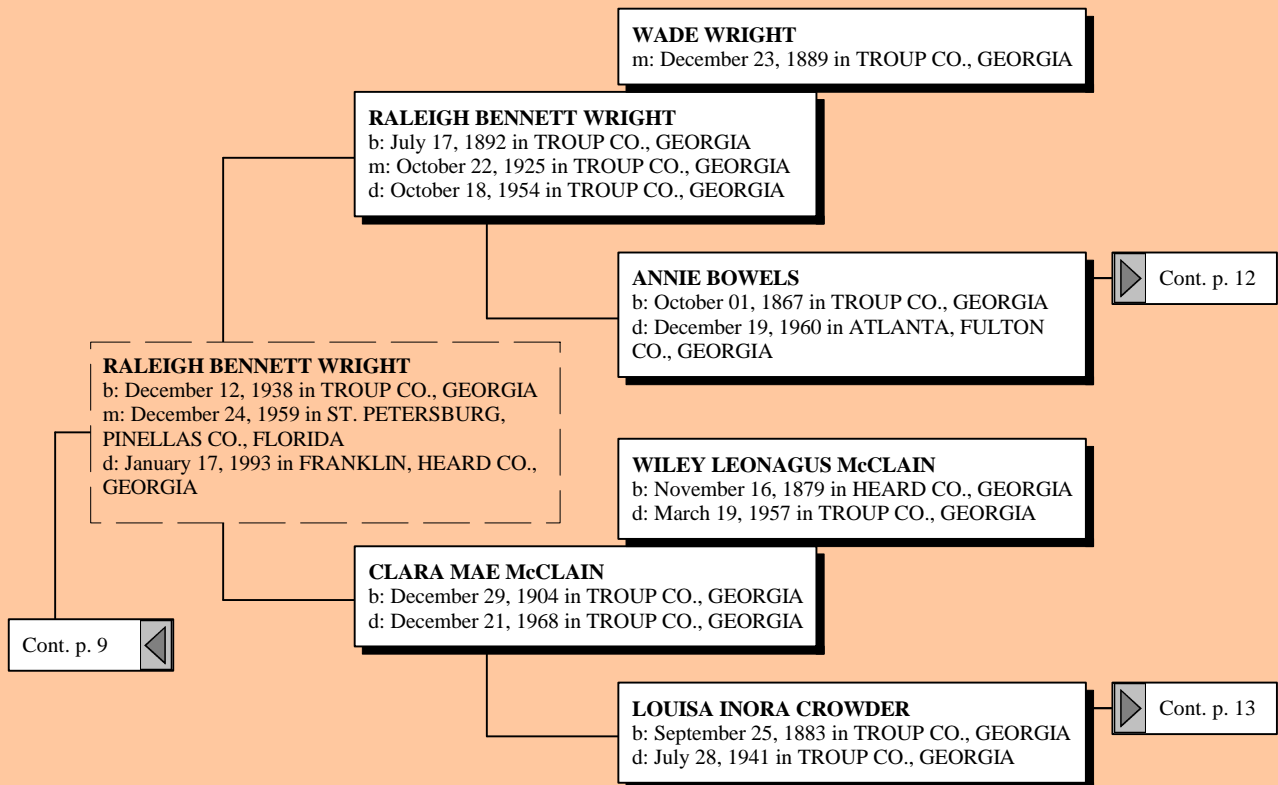 WADE WRIGHT
m: December 23, 1889 in TROUP CO., GEORGIA
RALEIGH BENNETT WRIGHT
b: July 17, 1892 in TROUP CO., GEORGIA
m: October 22, 1925 in TROUP CO., GEORGIA
d: October 18, 1954 in TROUP CO., GEORGIA
ANNIE BOWELS
b: October 01, 1867 in TROUP CO., GEORGIA
d: December 19, 1960 in ATLANTA, FULTON
CO., GEORGIA
Cont. p. 12
RALEIGH BENNETT WRIGHT
b: December 12, 1938 in TROUP CO., GEORGIA
m: December 24, 1959 in ST. PETERSBURG,
PINELLAS CO., FLORIDA
d: January 17, 1993 in FRANKLIN, HEARD CO.,
GEORGIA
WILEY LEONAGUS McCLAIN
b: November 16, 1879 in HEARD CO., GEORGIA
d: March 19, 1957 in TROUP CO., GEORGIA
CLARA MAE McCLAIN
b: December 29, 1904 in TROUP CO., GEORGIA
d: December 21, 1968 in TROUP CO., GEORGIA
Cont. p. 9
LOUISA INORA CROWDER
b: September 25, 1883 in TROUP CO., GEORGIA
d: July 28, 1941 in TROUP CO., GEORGIA
Cont. p. 13